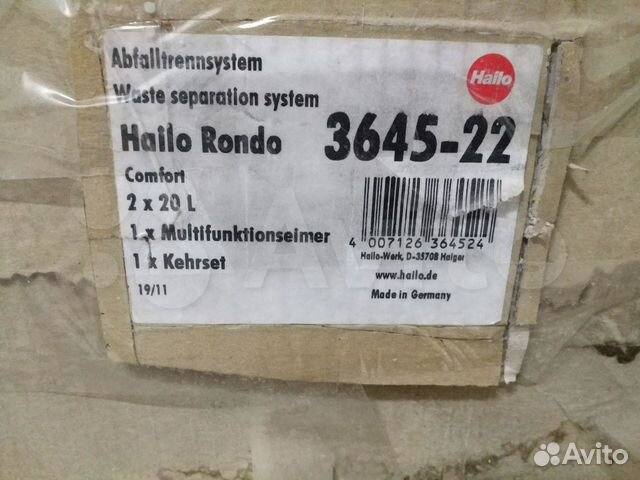 Abfalltrennsystem
Hailo
Waste separation system
Hailo Rondo 3645-22
Comfort
2 x 20 L
1 x Multifunktionseimer
1 x Kehrset
19/11
4 007126 364524
Hailo-Werk, D-35708 Haiger
www.hailo.de
Made in Germany
Avito